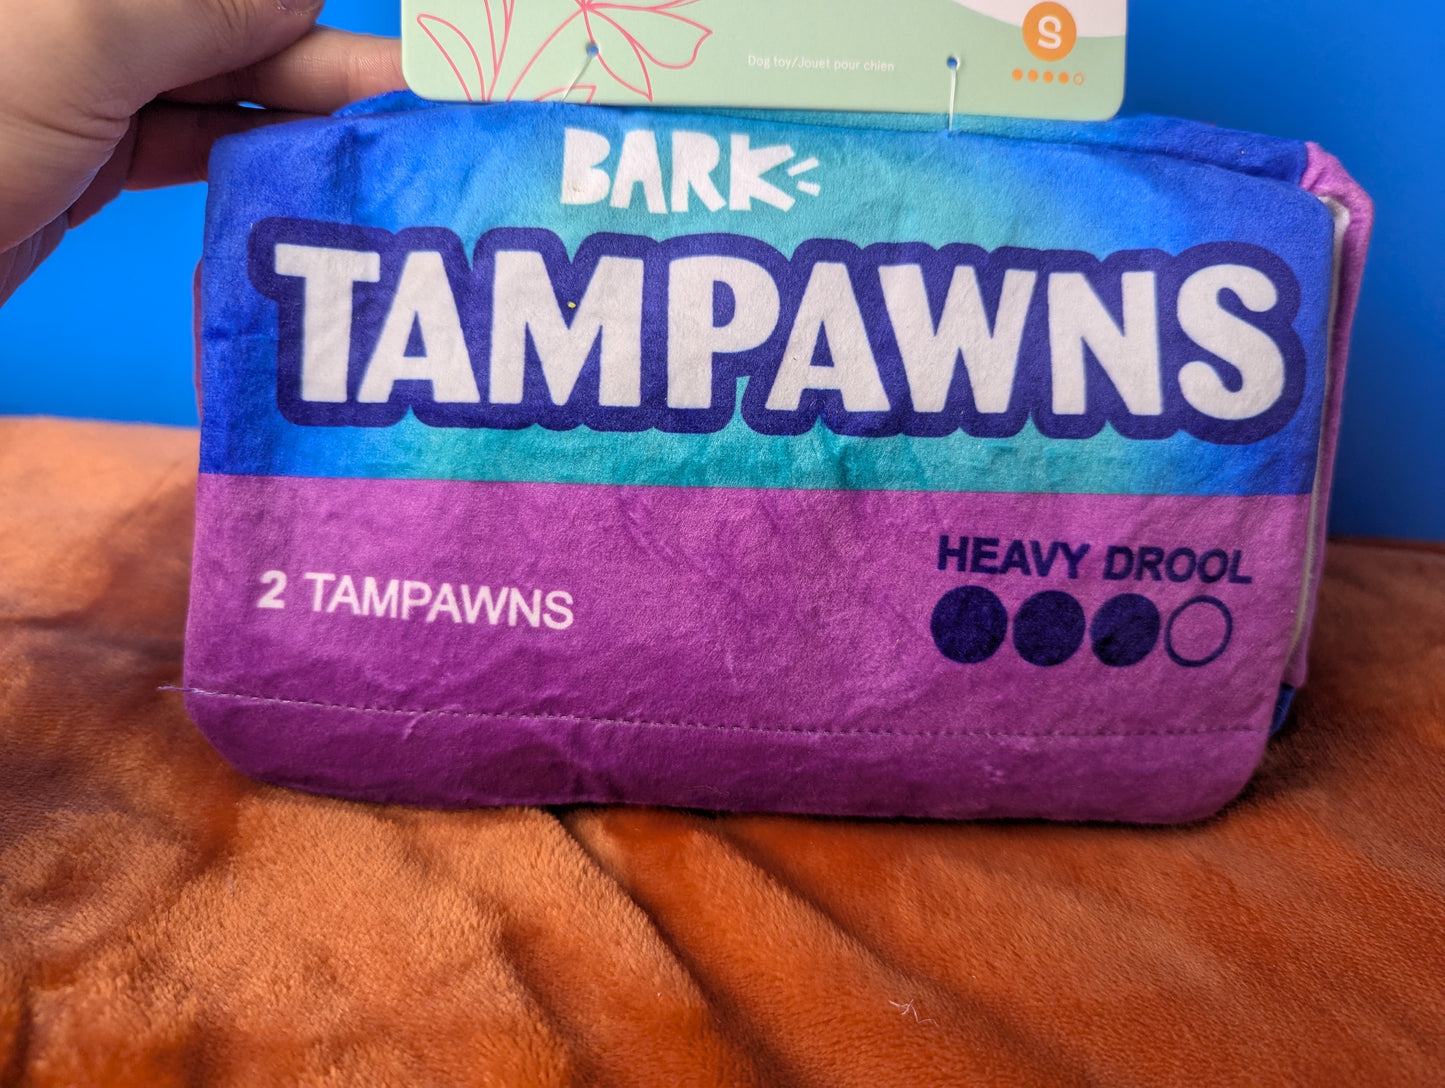 S
Dog toy/Jouet pour chien
BARK
TAMPAWNS
HEAVY DROOL
2 TAMPAWNS